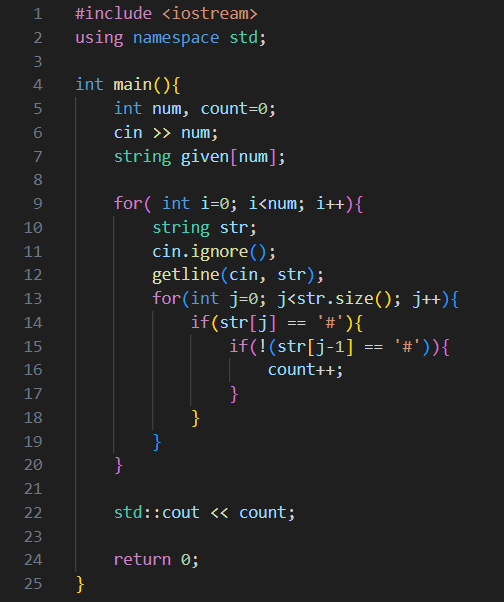 1 #include <iostream>
2 using namespace std;
3
4 int main(){
5     int num, count=0;
6     cin >> num;
7     string given[num];
8
9     for( int i=0; i<num; i++){
10         string str;
11         cin.ignore();
12         getline(cin, str);
13         for(int j=0; j<str.size(); j++){
14             if(str[j] == '#'){
15                 if(!(str[j-1] == '#')){
16                     count++;
17                 }
18             }
19         }
20     }
21
22     std::cout << count;
23
24     return 0;
25 }